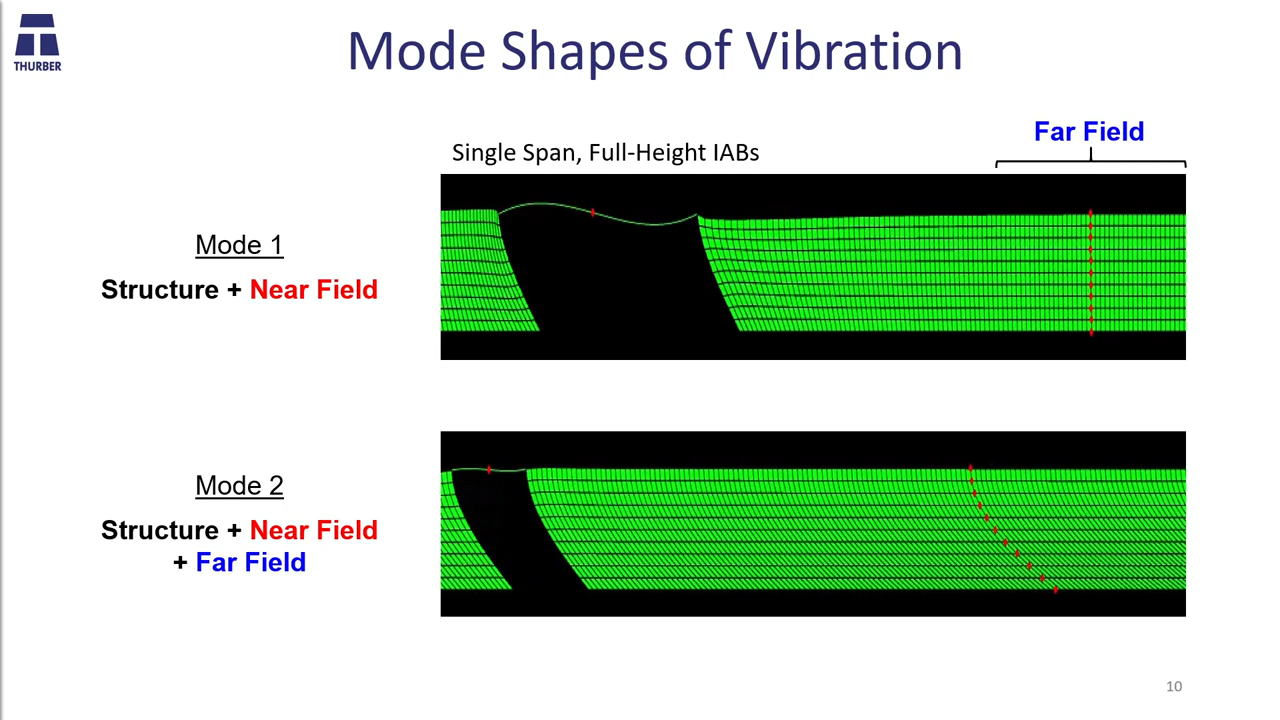 THURBER
Mode Shapes of Vibration
Far Field
Single Span, Full-Height IABs
Mode 1
Structure + Near Field
Mode 2
Structure + Near Field
+ Far Field
10